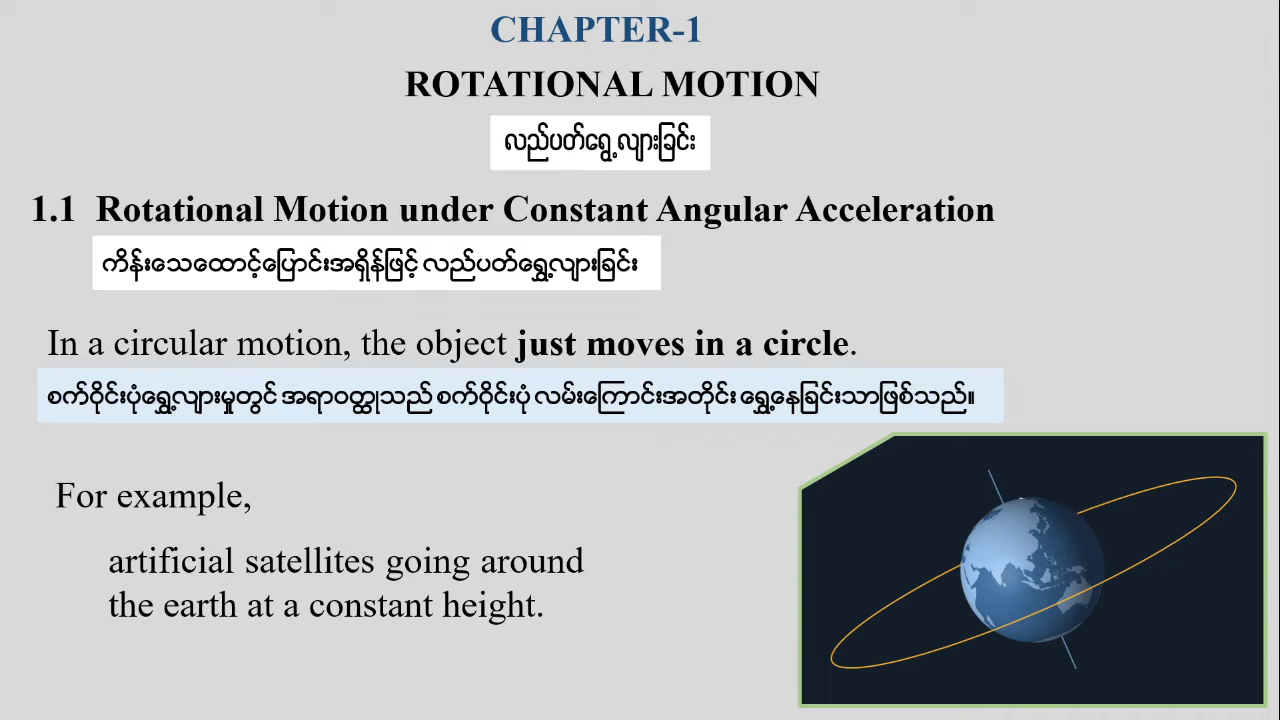 CHAPTER-1
ROTATIONAL MOTION
လည်ပတ်ရွေ့လျားခြင်း
1.1 Rotational Motion under Constant Angular Acceleration
ကိန်းသေထောင့်ပြောင်းအရှိန်ဖြင့် လည်ပတ်ရွှေ့လျားခြင်း
In a circular motion, the object just moves in a circle.
စက်ဝိုင်းပုံရွှေ့လျားမှုတွင် အရာဝတ္ထုသည် စက်ဝိုင်းပုံ လမ်းကြောင်းအတိုင်း ရွှေ့နေခြင်းသာဖြစ်သည်။
For example,
artificial satellites going around
the earth at a constant height.